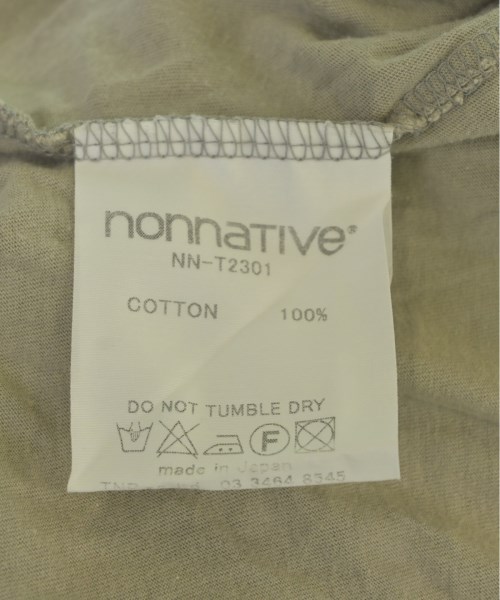 nonnative®
NN-T2301
COTTON 100%
DO NOT TUMBLE DRY
F
made in Japan
03 3464 8345